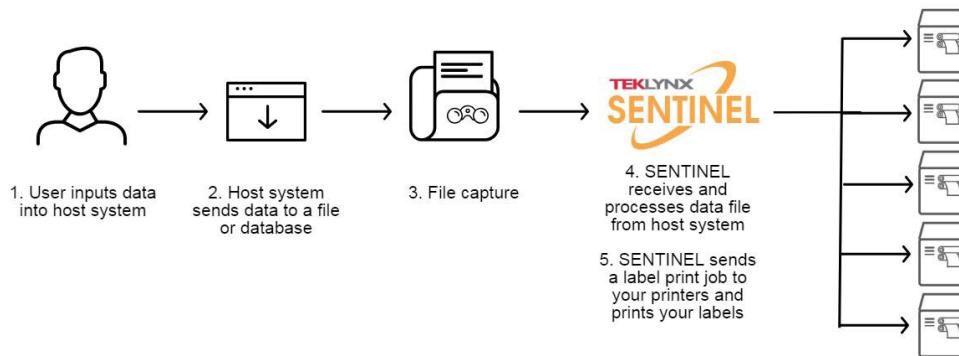 TEKLYNX
SENTINEL
1. User inputs data
into host system
2. Host system
sends data to a file
or database
3. File capture
4. SENTINEL
receives and
processes data file
from host system
5. SENTINEL sends
a label print job to
your printers and
prints your labels